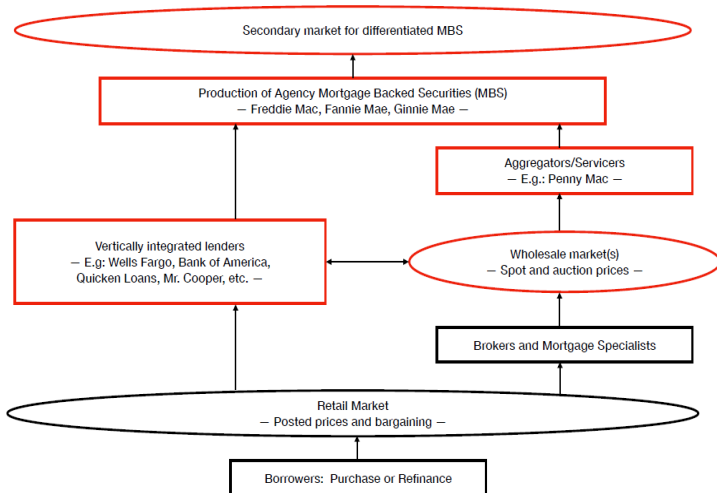 Secondary market for differentiated MBS
Production of Agency Mortgage Backed Securities (MBS)
— Freddie Mac, Fannie Mae, Ginnie Mae —
Aggregators/Servicers
— E.g.: Penny Mac —
Vertically integrated lenders
— E.g: Wells Fargo, Bank of America,
Quicken Loans, Mr. Cooper, etc. —
Wholesale market(s)
— Spot and auction prices —
Brokers and Mortgage Specialists
Retail Market
— Posted prices and bargaining —
Borrowers: Purchase or Refinance